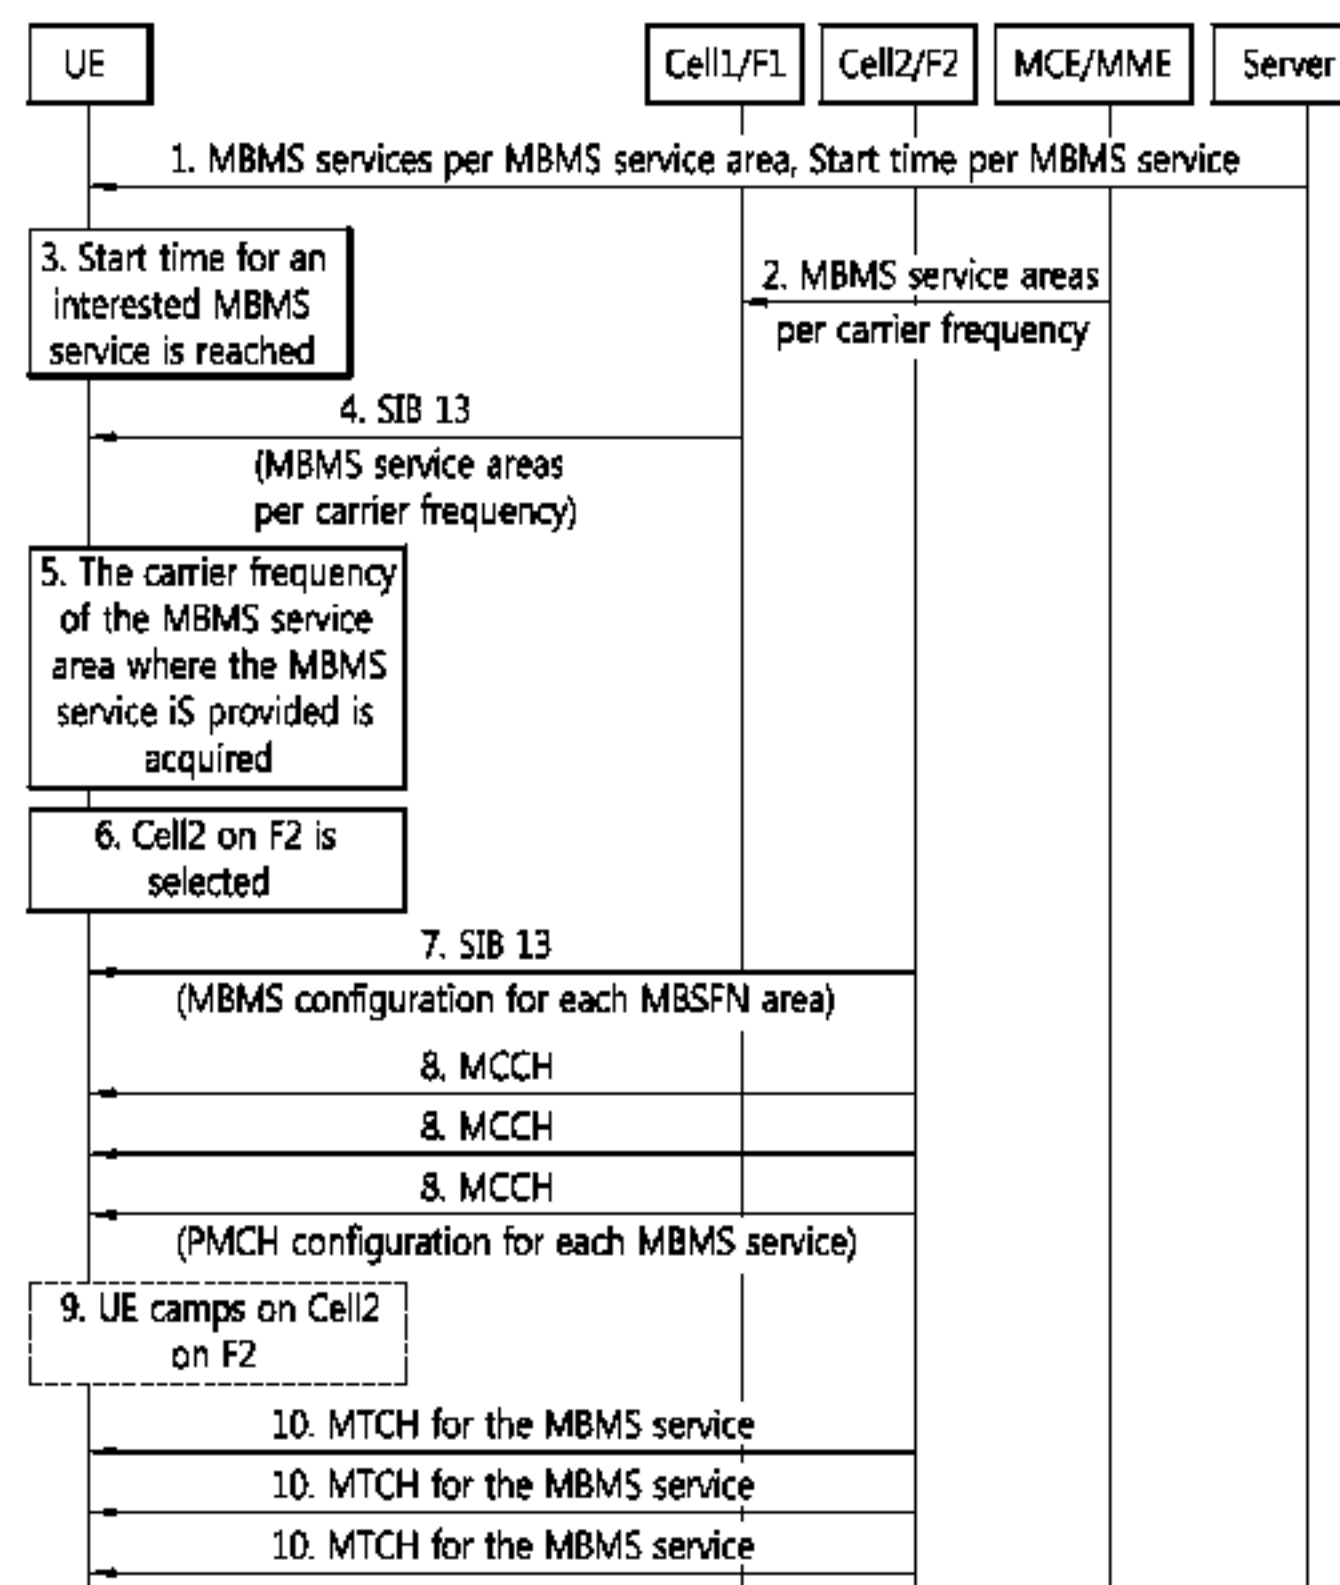 UE
Cell1/F1
Cell2/F2
MCE/MME
Server
1. MBMS services per MBMS service area, Start time per MBMS service
3. Start time for an
interested MBMS
service is reached
2. MBMS service areas
per carrier frequency
4. SIB 13
(MBMS service areas
per carrier frequency)
5. The carrier frequency
of the MBMS service
area where the MBMS
service iS provided is
acquired
6. Cell2 on F2 is
selected
7. SIB 13
(MBMS configuration for each MBSFN area)
8. MCCH
8. MCCH
8. MCCH
(PMCH configuration for each MBMS service)
9. UE camps on Cell2
on F2
10. MTCH for the MBMS service
10. MTCH for the MBMS service
10. MTCH for the MBMS service